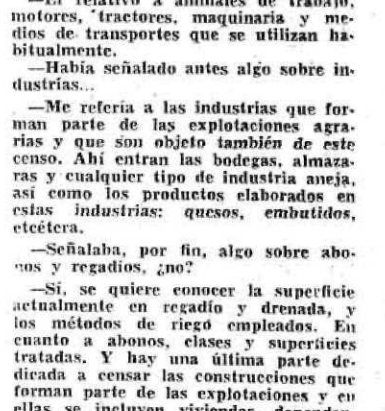 —El relativo a animales de trabajo,
motores, tractores, maquinaria y me-
dios de transportes que se utilizan ha-
bitualmente.
—Había señalado antes algo sobre in-
dustrias...
—Me refería a las industrias que for-
man parte de las explotaciones agra-
rias y que son objeto también de este
censo. Ahí entran las bodegas, almaza-
ras y cualquier tipo de industria aneja,
así como los productos elaborados en
estas industrias: quesos, embutidos,
etcétera.
—Señalaba, por fin, algo sobre abo-
nos y regadíos, ¿no?
—Sí, se quiere conocer la superficie
actualmente en regadío y drenada, y
los métodos de riego empleados. En
cuanto a abonos, clases y superficies
tratadas. Y hay una última parte de-
dicada a censar las construcciones que
forman parte de las explotaciones y en
ellas se incluyen viviendas,